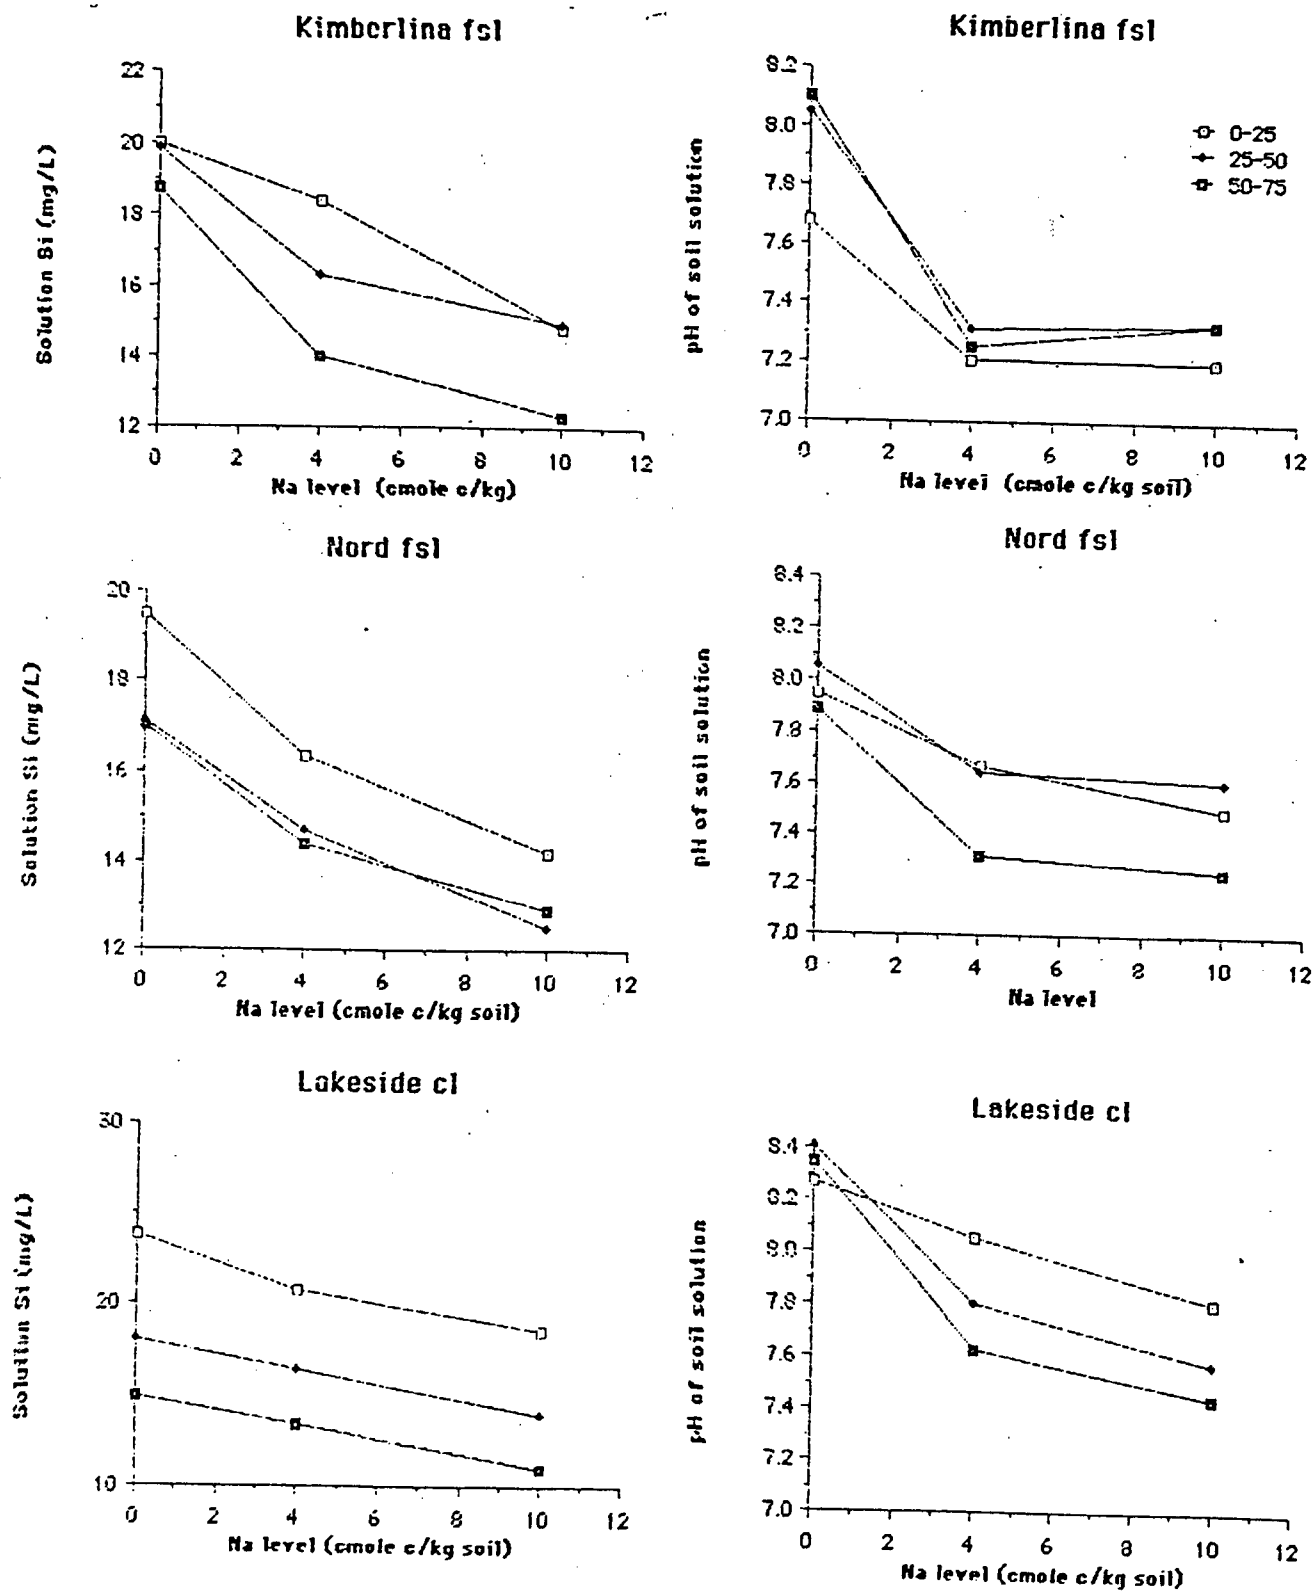 Kimberlina fsl
22
20
18
16
14
12
Solution Si (mg/L)
0 2 4 6 8 10 12
Na level (cmole c/kg)
Kimberlina fsl
8.2
8.0
7.8
7.6
7.4
7.2
7.0
pH of soil solution
0-25
25-50
50-75
0 2 4 6 8 10 12
Na level (cmole c/kg soil)
Nord fsl
20
18
16
14
12
Solution Si (mg/L)
0 2 4 6 8 10 12
Na level (cmole c/kg soil)
Nord fsl
8.4
8.2
8.0
7.8
7.6
7.4
7.2
7.0
pH of soil solution
0 2 4 6 8 10 12
Na level
Lakeside cl
30
20
10
Solution Si (mg/L)
0 2 4 6 8 10 12
Na level (cmole c/kg soil)
Lakeside cl
8.4
8.2
8.0
7.8
7.6
7.4
7.2
7.0
pH of soil solution
0 2 4 6 8 10 12
Na level (cmole c/kg soil)